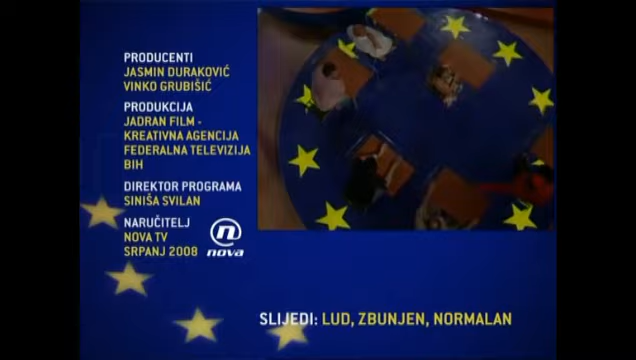 PRODUCENTI
JASMIN DURAKOVIĆ
VINKO GRUBIŠIĆ
PRODUKCIJA
JADRAN FILM -
KREATIVNA AGENCIJA
FEDERALNA TELEVIZIJA
BIH
DIREKTOR PROGRAMA
SINIŠA SVILAN
NARUČITELJ
NOVA TV
SRPANJ 2008
n
nova
SLIJEDI: LUD, ZBUNJEN, NORMALAN